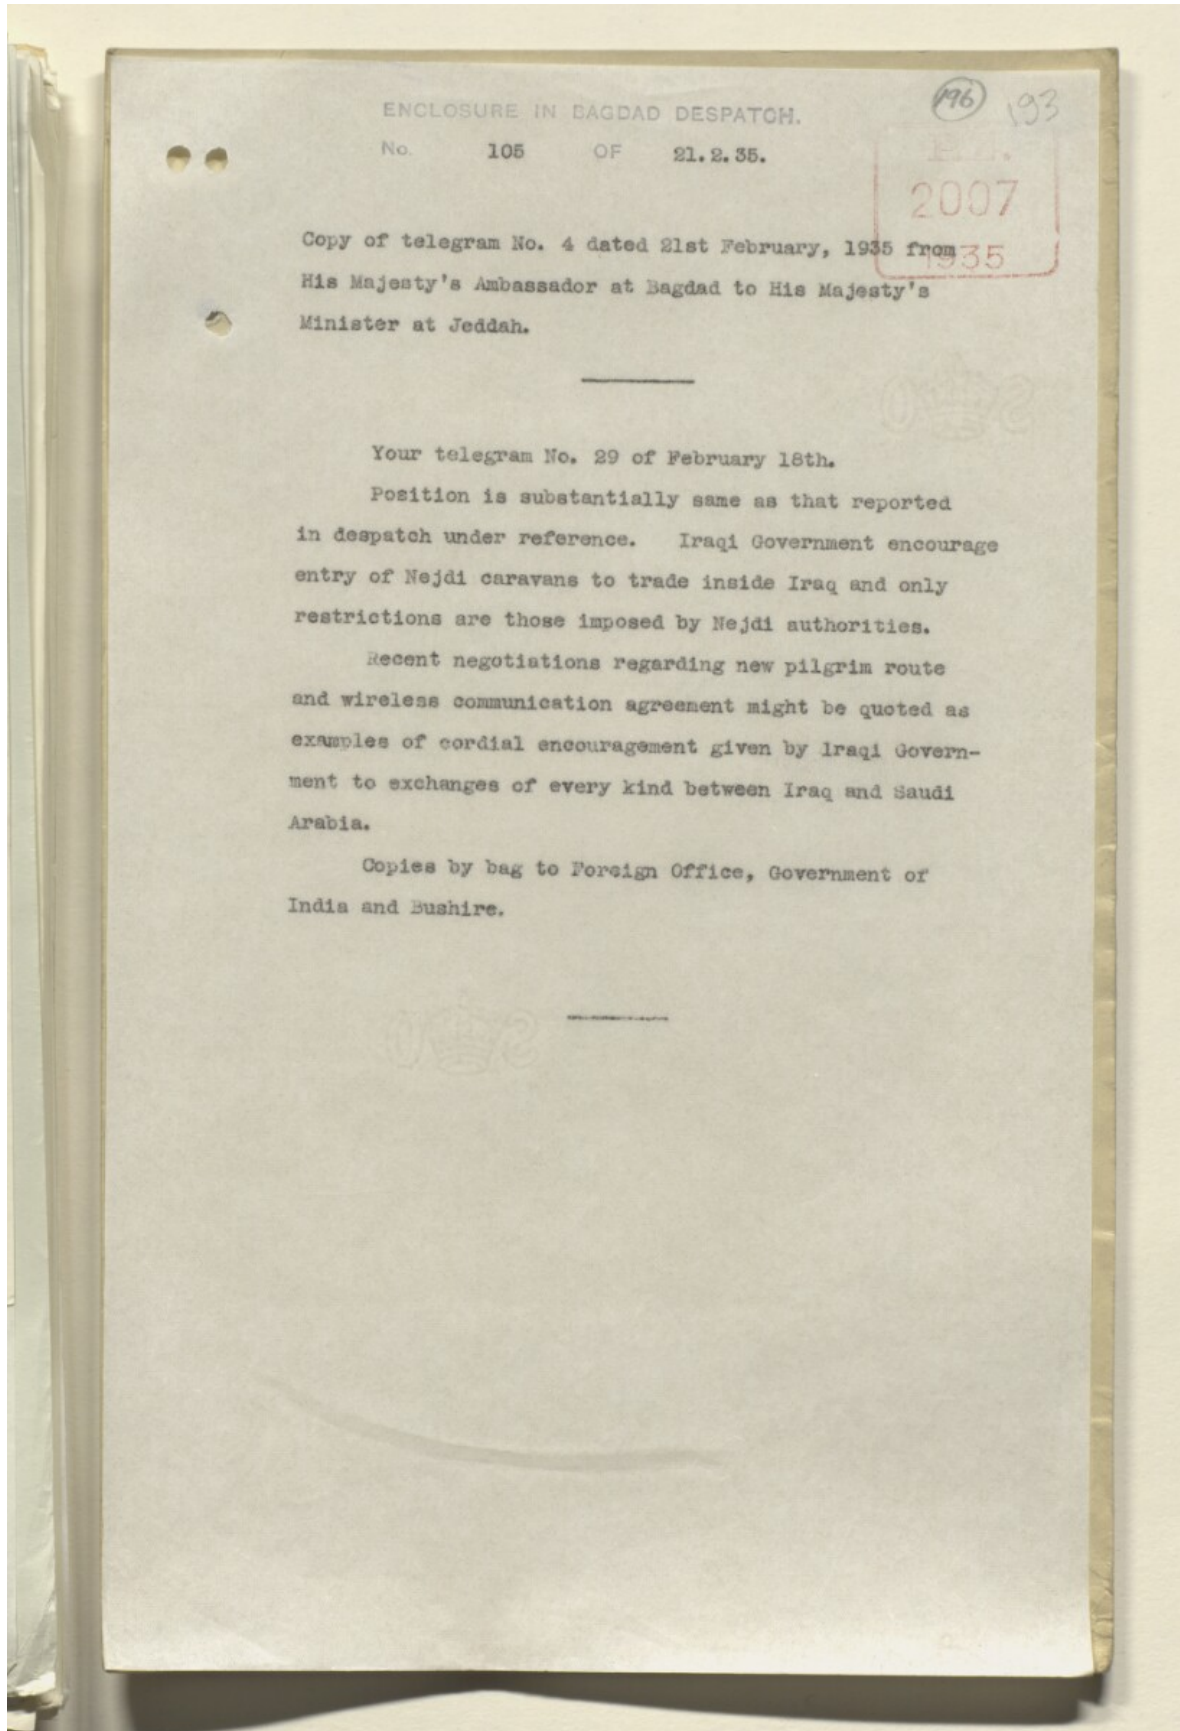 196 193
ENCLOSURE IN BAGDAD DESPATCH.
No. 105 OF 21.2.35.
2007
1935
Copy of telegram No. 4 dated 21st February, 1935 from
His Majesty's Ambassador at Bagdad to His Majesty's
Minister at Jeddah.
Your telegram No. 29 of February 18th.
Position is substantially same as that reported
in despatch under reference. Iraqi Government encourage
entry of Nejdi caravans to trade inside Iraq and only
restrictions are those imposed by Nejdi authorities.
Recent negotiations regarding new pilgrim route
and wireless communication agreement might be quoted as
examples of cordial encouragement given by Iraqi Govern-
ment to exchanges of every kind between Iraq and Saudi
Arabia.
Copies by bag to Foreign Office, Government of
India and Bushire.